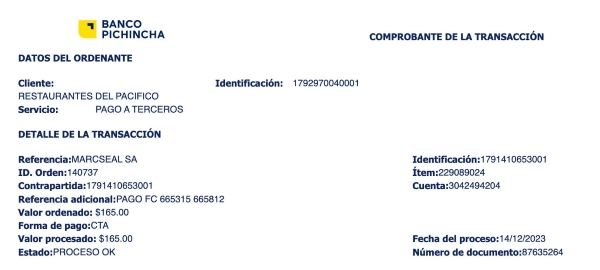 BANCO
PICHINCHA
COMPROBANTE DE LA TRANSACCIÓN
DATOS DEL ORDENANTE
Cliente:
RESTAURANTES DEL PACIFICO
Identificación: 1792970040001
Servicio: PAGO A TERCEROS
DETALLE DE LA TRANSACCIÓN
Referencia:MARCSEAL SA
Identificación:1791410653001
ID. Orden:140737
Ítem:229089024
Contrapartida:1791410653001
Cuenta:3042494204
Referencia adicional:PAGO FC 665315 665812
Valor ordenado: $165.00
Forma de pago:CTA
Valor procesado: $165.00
Fecha del proceso:14/12/2023
Estado:PROCESO OK
Número de documento:87635264